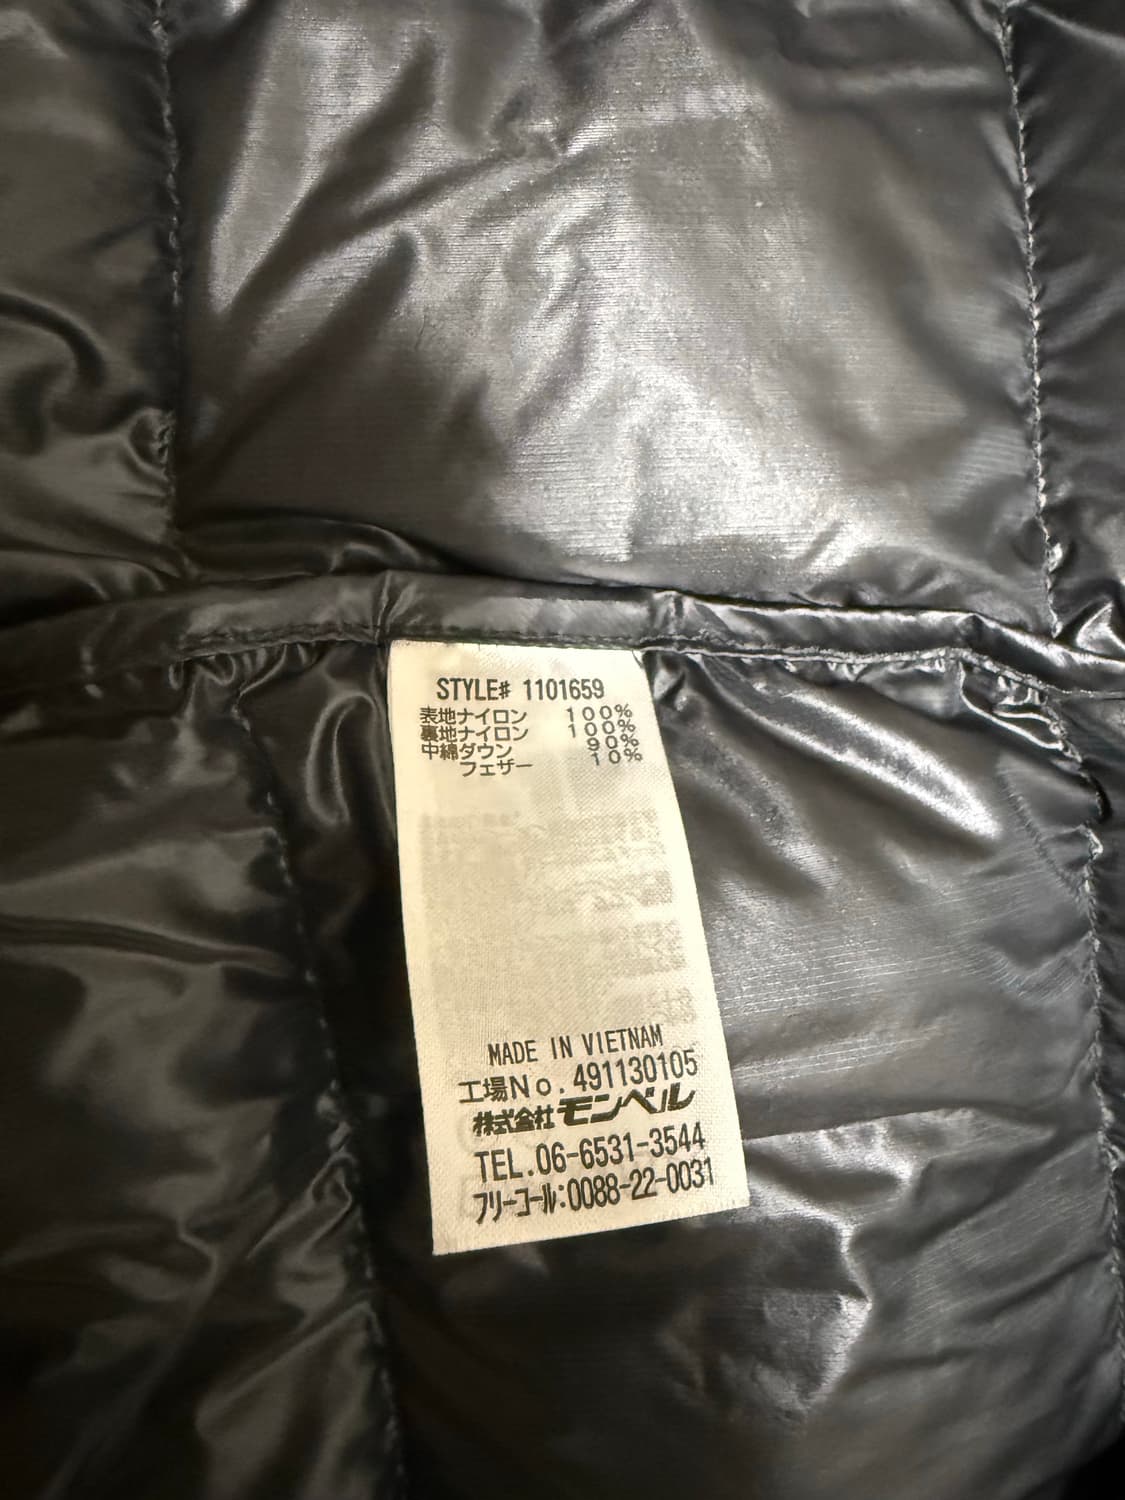 STYLE# 1101659
表地ナイロン 100%
裏地ナイロン 100%
中綿ダウン 90%
フェザー 10%
MADE IN VIETNAM
工場No. 491130105
株式会社モンベル
TEL.06-6531-3544
フリーコール:0088-22-0031